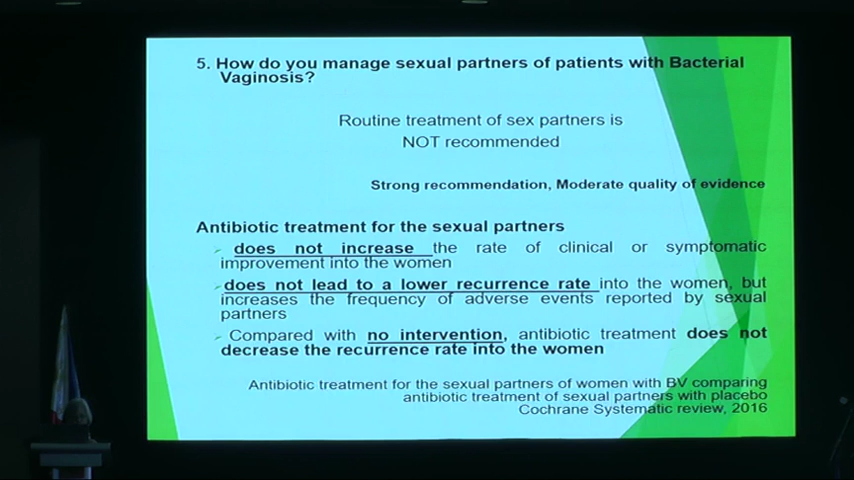 5. How do you manage sexual partners of patients with Bacterial
Vaginosis?
Routine treatment of sex partners is
NOT recommended
Strong recommendation, Moderate quality of evidence
Antibiotic treatment for the sexual partners
does not increase the rate of clinical or symptomatic
improvement into the women
does not lead to a lower recurrence rate into the women, but
increases the frequency of adverse events reported by sexual
partners
Compared with no intervention, antibiotic treatment does not
decrease the recurrence rate into the women
Antibiotic treatment for the sexual partners of women with BV comparing
antibiotic treatment of sexual partners with placebo
Cochrane Systematic review, 2016